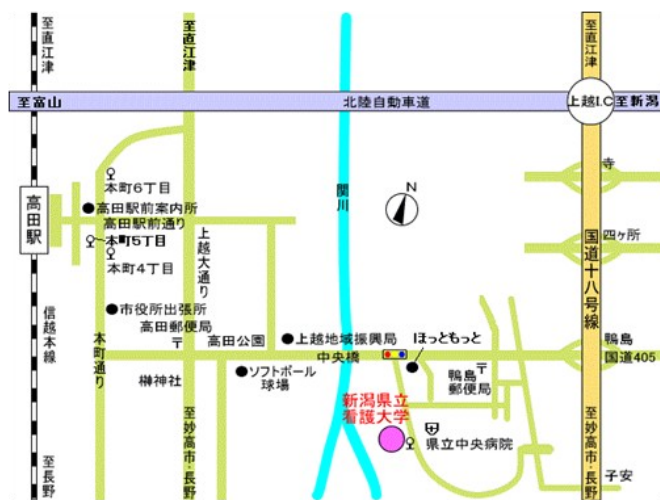 至直江津
至直江津
至直江津
至富山
北陸自動車道
上越I.C
至新潟
本町6丁目
高田駅
高田駅前案内所
高田駅前通り
本町5丁目
本町4丁目
上越大通り
関川
N
寺
四ヶ所
国道十八号線
市役所出張所
高田郵便局
〒
高田公園
上越地域振興局
中央橋
ほっともっと
鴨島
国道405
信越本線
本町通り
榊神社
ソフトボール
球場
鴨島
郵便局
〒
新潟県立
看護大学
県立中央病院
至長野
至妙高市・長野
至妙高市・長野
子安